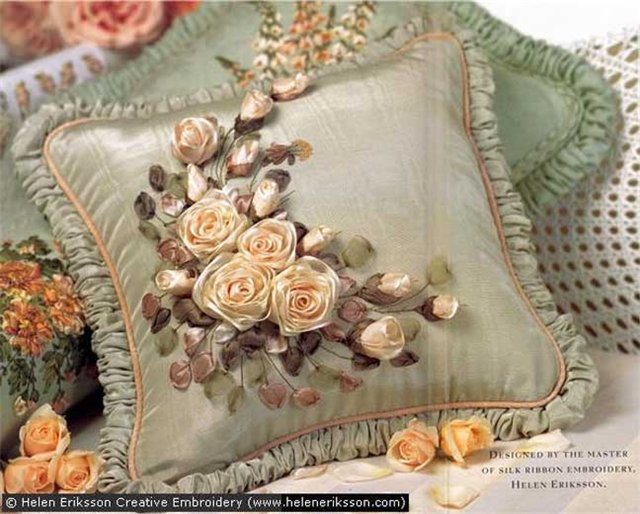 DESIGNED BY THE MASTER
OF SILK RIBBON EMBROIDERY,
HELEN ERIKSSON.
© Helen Eriksson Creative Embroidery (www.heleneriksson.com)